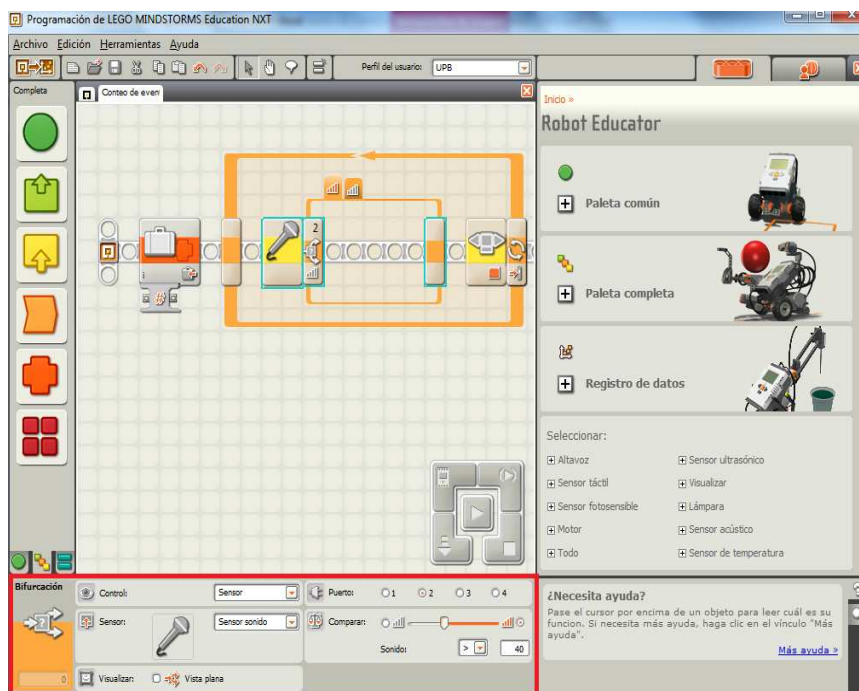 Programación de LEGO MINDSTORMS Education NXT
Archivo Edición Herramientas Ayuda
Perfil del usuario: UPB
Completa
Conteo de even
2
Inicio »
Robot Educator
Paleta común
Paleta completa
Registro de datos
Seleccionar:
Altavoz
Sensor ultrasónico
Sensor táctil
Visualizar
Sensor fotosensible
Lámpara
Motor
Sensor acústico
Todo
Sensor de temperatura
Bifurcación
Control: Sensor
Puerto: 1 2 3 4
Sensor: Sensor sonido
Comparar:
Sonido: > 40
0
Visualizar: Vista plana
¿Necesita ayuda?
Pase el cursor por encima de un objeto para leer cuál es su
funcion. Si necesita más ayuda, haga clic en el vínculo "Más
ayuda".
Más ayuda »